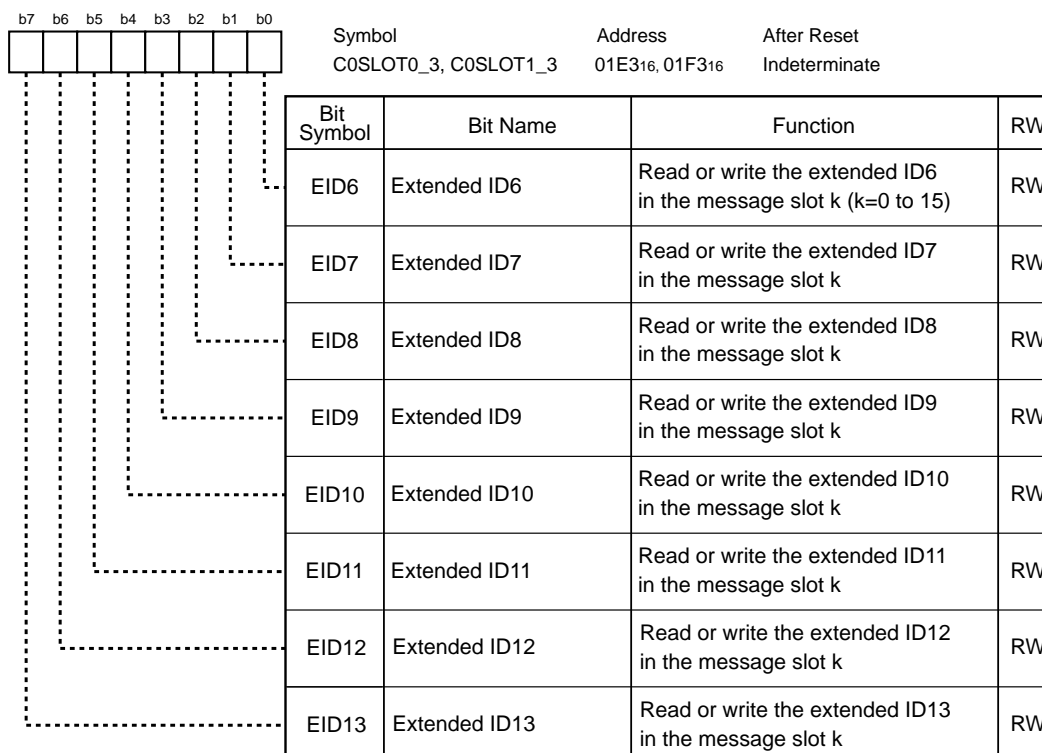 b7 b6 b5 b4 b3 b2 b1 b0
Symbol Address After Reset
C0SLOT0_3, C0SLOT1_3 01E316, 01F316 Indeterminate
Bit Symbol Bit Name Function RW
EID6 Extended ID6 Read or write the extended ID6
in the message slot k (k=0 to 15) RW
EID7 Extended ID7 Read or write the extended ID7
in the message slot k RW
EID8 Extended ID8 Read or write the extended ID8
in the message slot k RW
EID9 Extended ID9 Read or write the extended ID9
in the message slot k RW
EID10 Extended ID10 Read or write the extended ID10
in the message slot k RW
EID11 Extended ID11 Read or write the extended ID11
in the message slot k RW
EID12 Extended ID12 Read or write the extended ID12
in the message slot k RW
EID13 Extended ID13 Read or write the extended ID13
in the message slot k RW